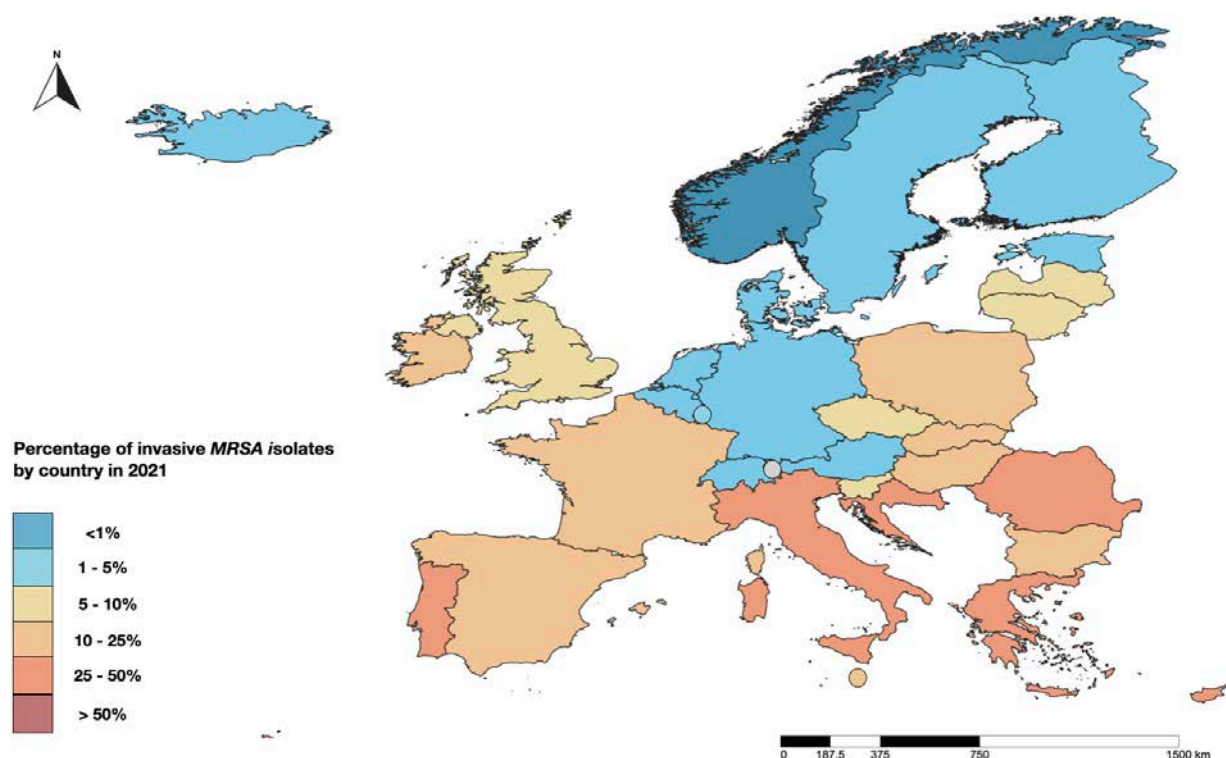 N
Percentage of invasive MRSA isolates
by country in 2021
<1%
1 - 5%
5 - 10%
10 - 25%
25 - 50%
> 50%
0 187.5 375 750 1500 km